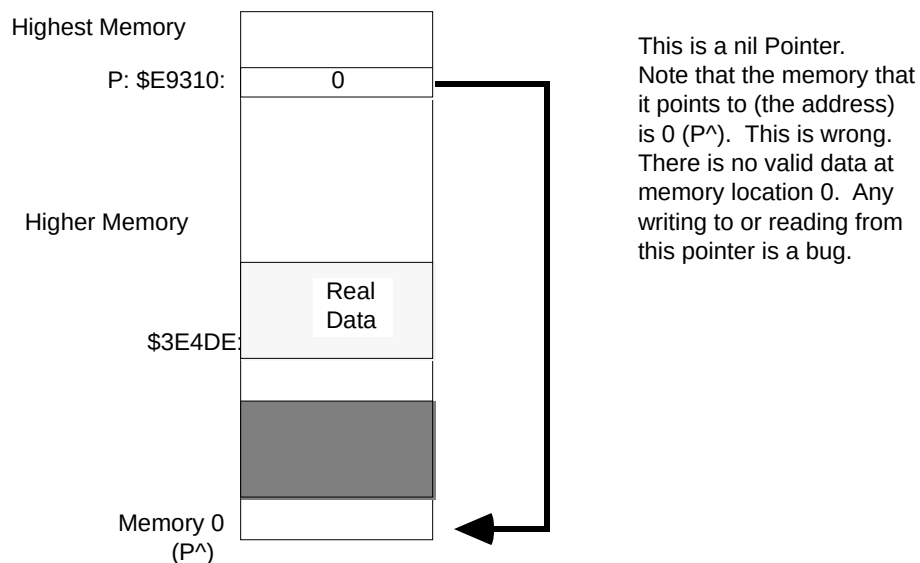 Highest Memory
P: $E9310:
0
Higher Memory
Real
Data
$3E4DE:
Memory 0
(P^)
This is a nil Pointer.
Note that the memory that
it points to (the address)
is 0 (P^).  This is wrong.
There is no valid data at
memory location 0.  Any
writing to or reading from
this pointer is a bug.